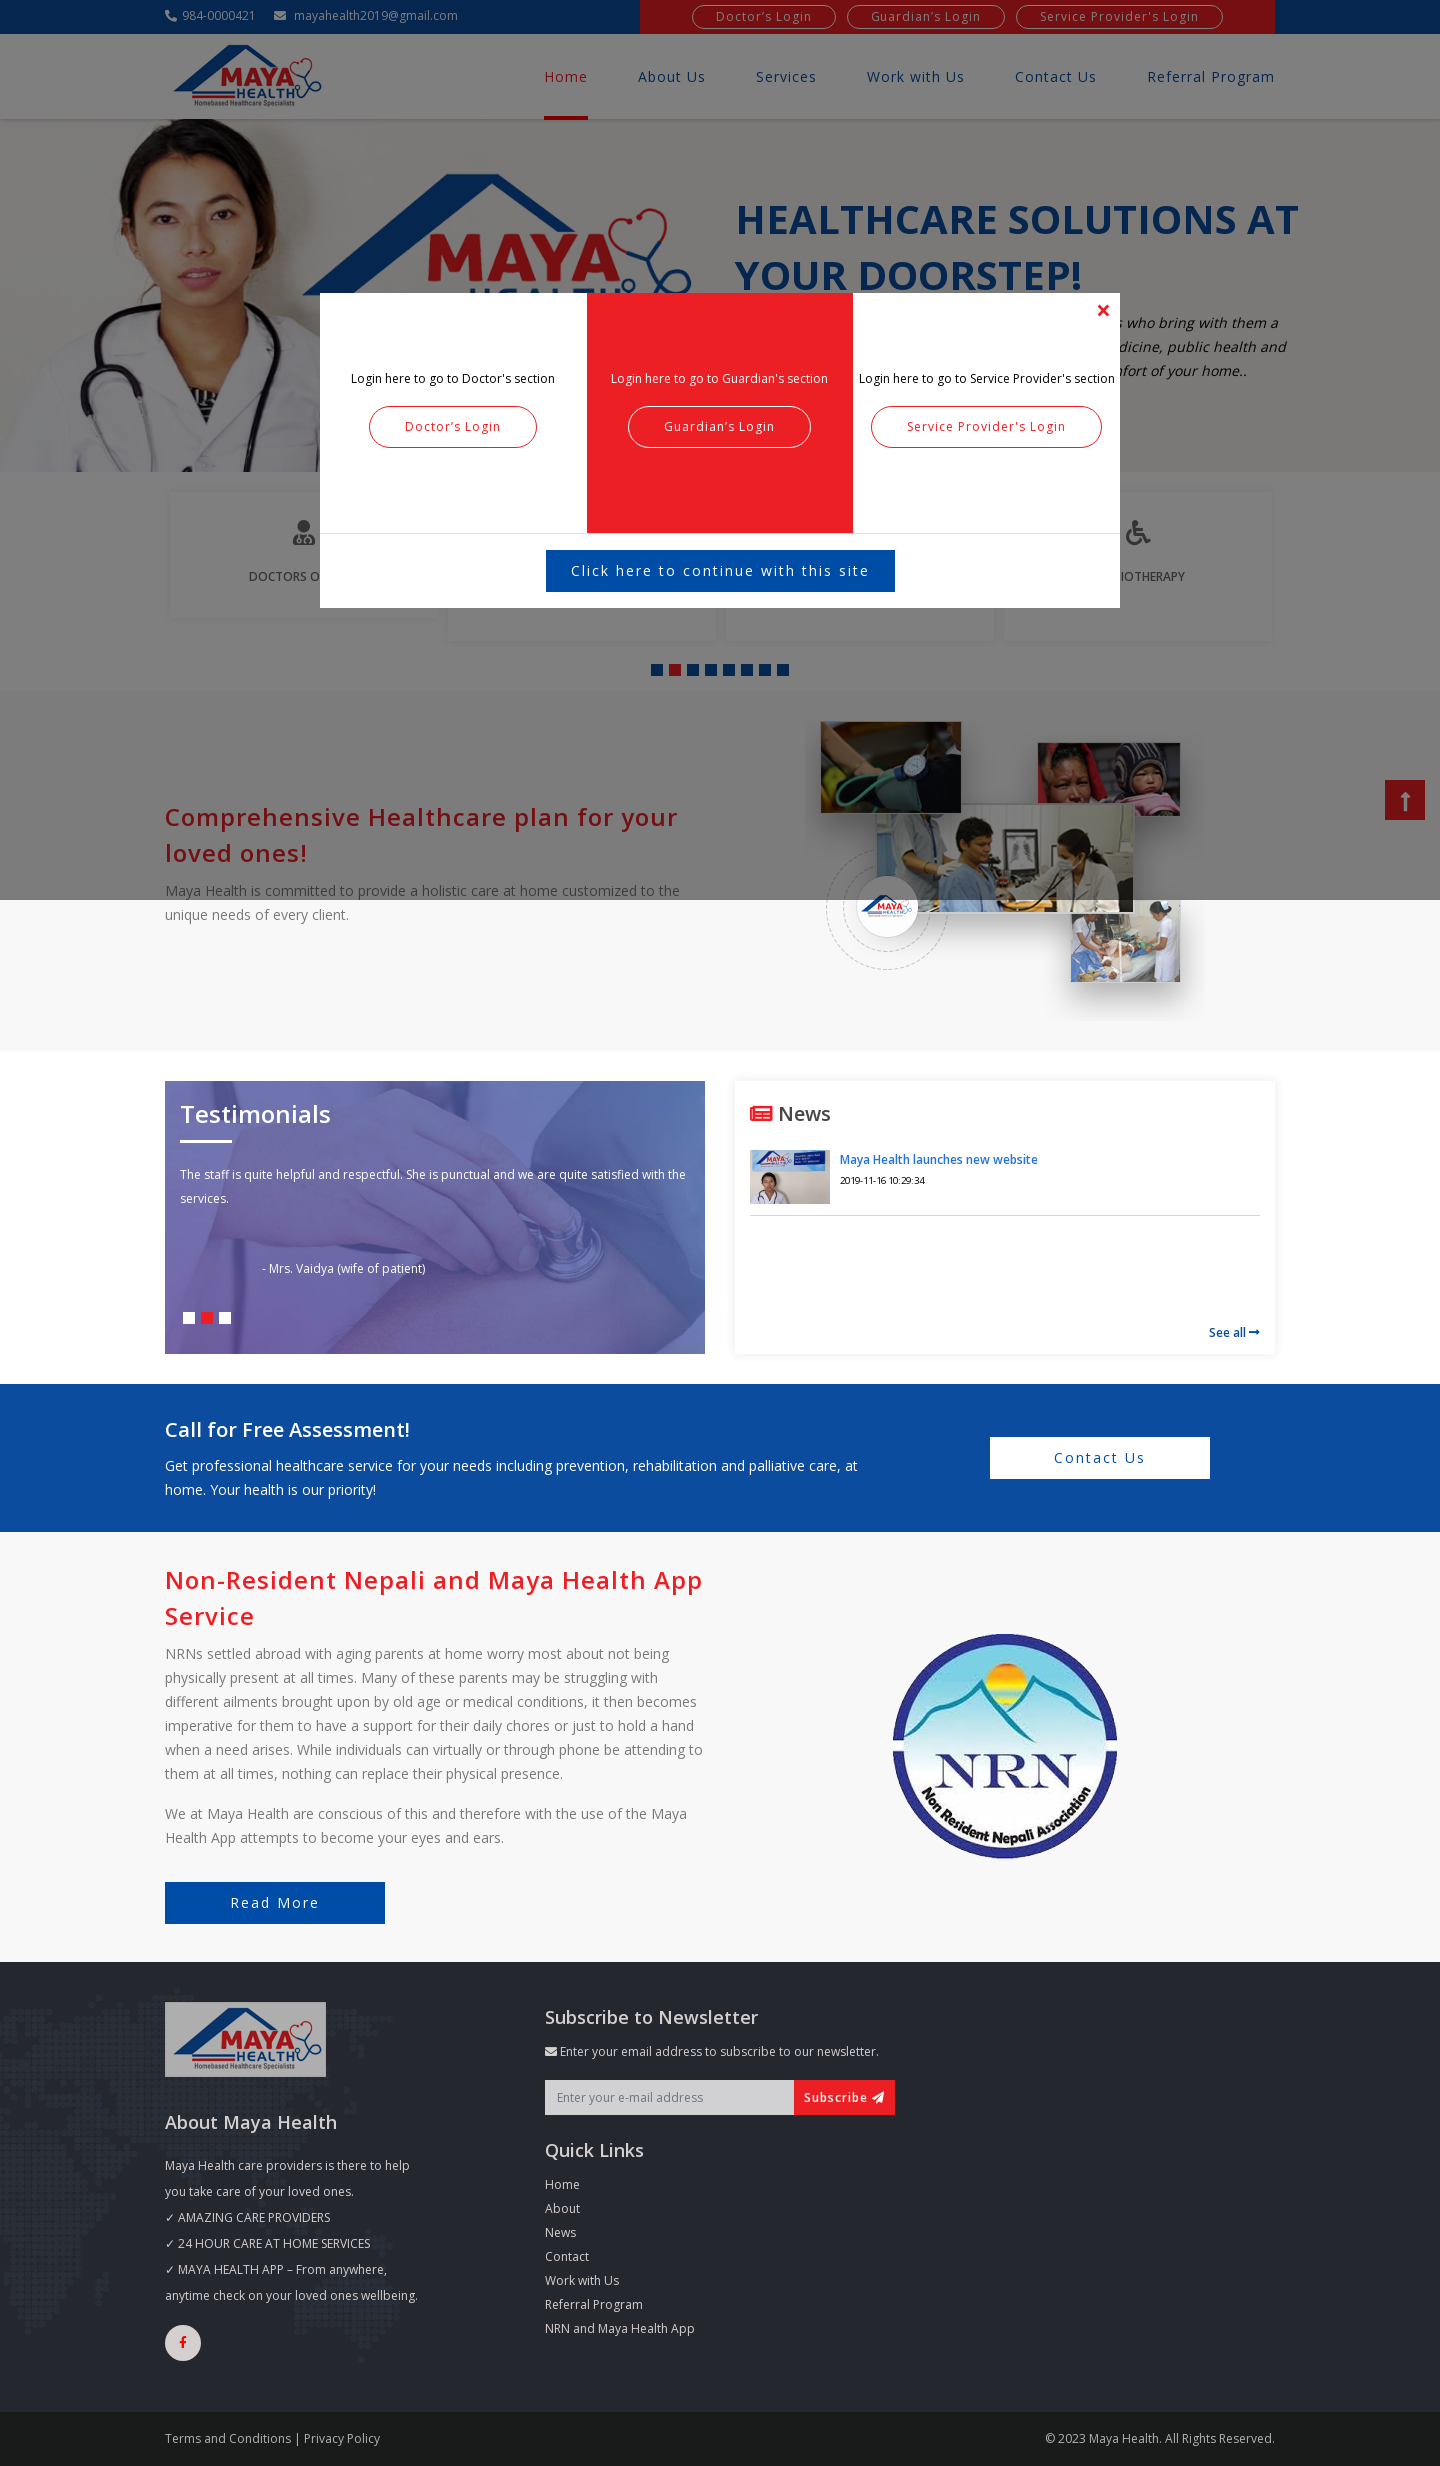 984-0000421
mayahealth2019@gmail.com
Doctor's Login
Guardian's Login
Service Provider's Login
MAYA
HEALTH
Homebased Healthcare Specialists
Home
About Us
Services
Work with Us
Contact Us
Referral Program
MAYA
HEALTHCARE SOLUTIONS AT
YOUR DOORSTEP!
who bring with them a
public health and
of your home..
×
Login here to go to Doctor's section
Doctor's Login
Login here to go to Guardian's section
Guardian's Login
Login here to go to Service Provider's section
Service Provider's Login
Click here to continue with this site
DOCTORS
Comprehensive Healthcare plan for your
loved ones!
Maya Health is committed to provide a holistic care at home customized to the
unique needs of every client.
MAYA
HEALTH
Testimonials
The staff is quite helpful and respectful. She is punctual and we are quite satisfied with the
services.
- Mrs. Vaidya (wife of patient)
News
Maya Health launches new website
2019-11-16 10:29:34
See all
Call for Free Assessment!
Get professional healthcare service for your needs including prevention, rehabilitation and palliative care, at
home. Your health is our priority!
Contact Us
Non-Resident Nepali and Maya Health App
Service
NRNs settled abroad with aging parents at home worry most about not being
physically present at all times. Many of these parents may be struggling with
different ailments brought upon by old age or medical conditions, it then becomes
imperative for them to have a support for their daily chores or just to hold a hand
when a need arises. While individuals can virtually or through phone be attending to
them at all times, nothing can replace their physical presence.
We at Maya Health are conscious of this and therefore with the use of the Maya
Health App attempts to become your eyes and ears.
Read More
NRN
Non Resident Nepali Association
MAYA
HEALTH
Homebased Healthcare Specialists
About Maya Health
Maya Health care providers is there to help
you take care of your loved ones.
✓ AMAZING CARE PROVIDERS
✓ 24 HOUR CARE AT HOME SERVICES
✓ MAYA HEALTH APP – From anywhere,
anytime check on your loved ones wellbeing.
Subscribe to Newsletter
Enter your email address to subscribe to our newsletter.
Enter your e-mail address
Subscribe
Quick Links
Home
About
News
Contact
Work with Us
Referral Program
NRN and Maya Health App
Terms and Conditions | Privacy Policy
© 2023 Maya Health. All Rights Reserved.